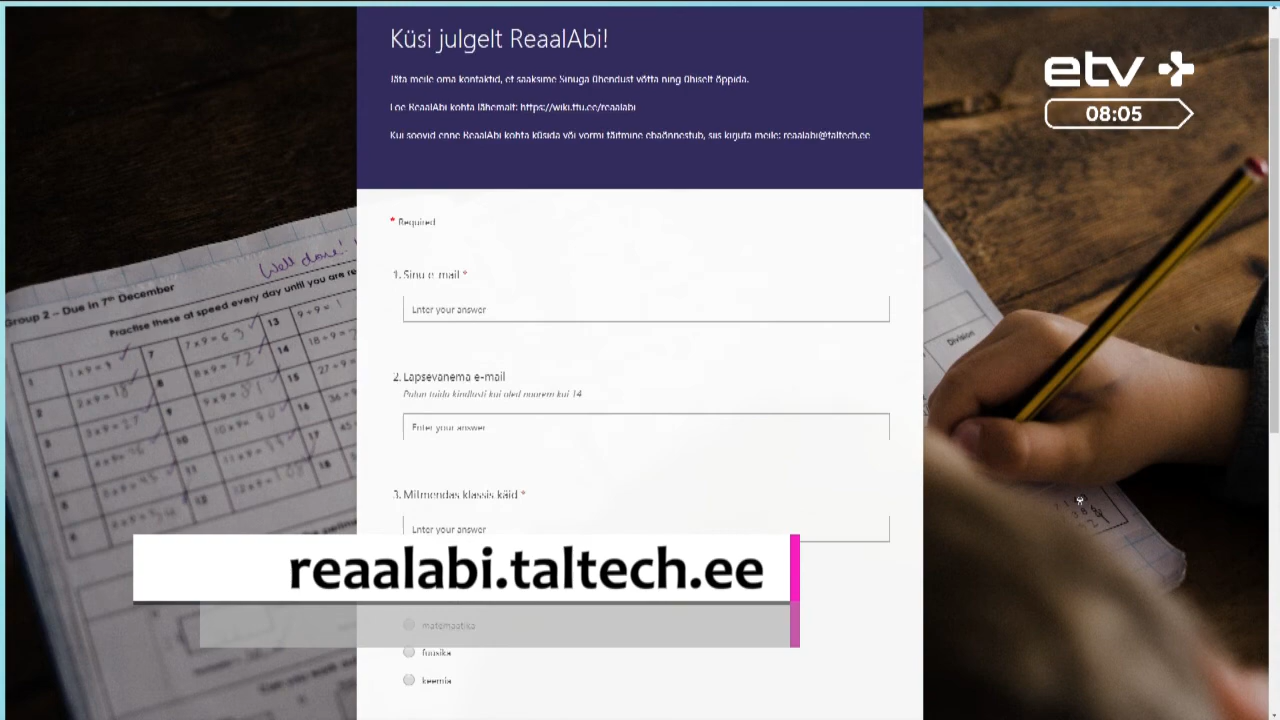 Küsi julgelt ReaalAbi!
Jäta meile oma kontaktid, et saaksime Sinuga ühendust võtta ning ühiselt õppida.
Loe ReaalAbi kohta lähemalt: https://wiki.ttu.ee/reaalabi
Kui soovid enne ReaalAbi kohta küsida või vormi täitmine ebaõnnestub, siis kirjuta meile: reaalabi@taltech.ee
etv+
08:05
* Required
1. Sinu e-mail *
Enter your answer
2. Lapsevanema e-mail
Palun täida kindlasti kui oled noorem kui 14
Enter your answer
3. Mitmendas klassis käid *
Enter your answer
reaalabi.taltech.ee
matemaatika
füüsika
keemia
Well done!
Group 2 – Due in 7th December
Practise these at speed every day until you are re
Division